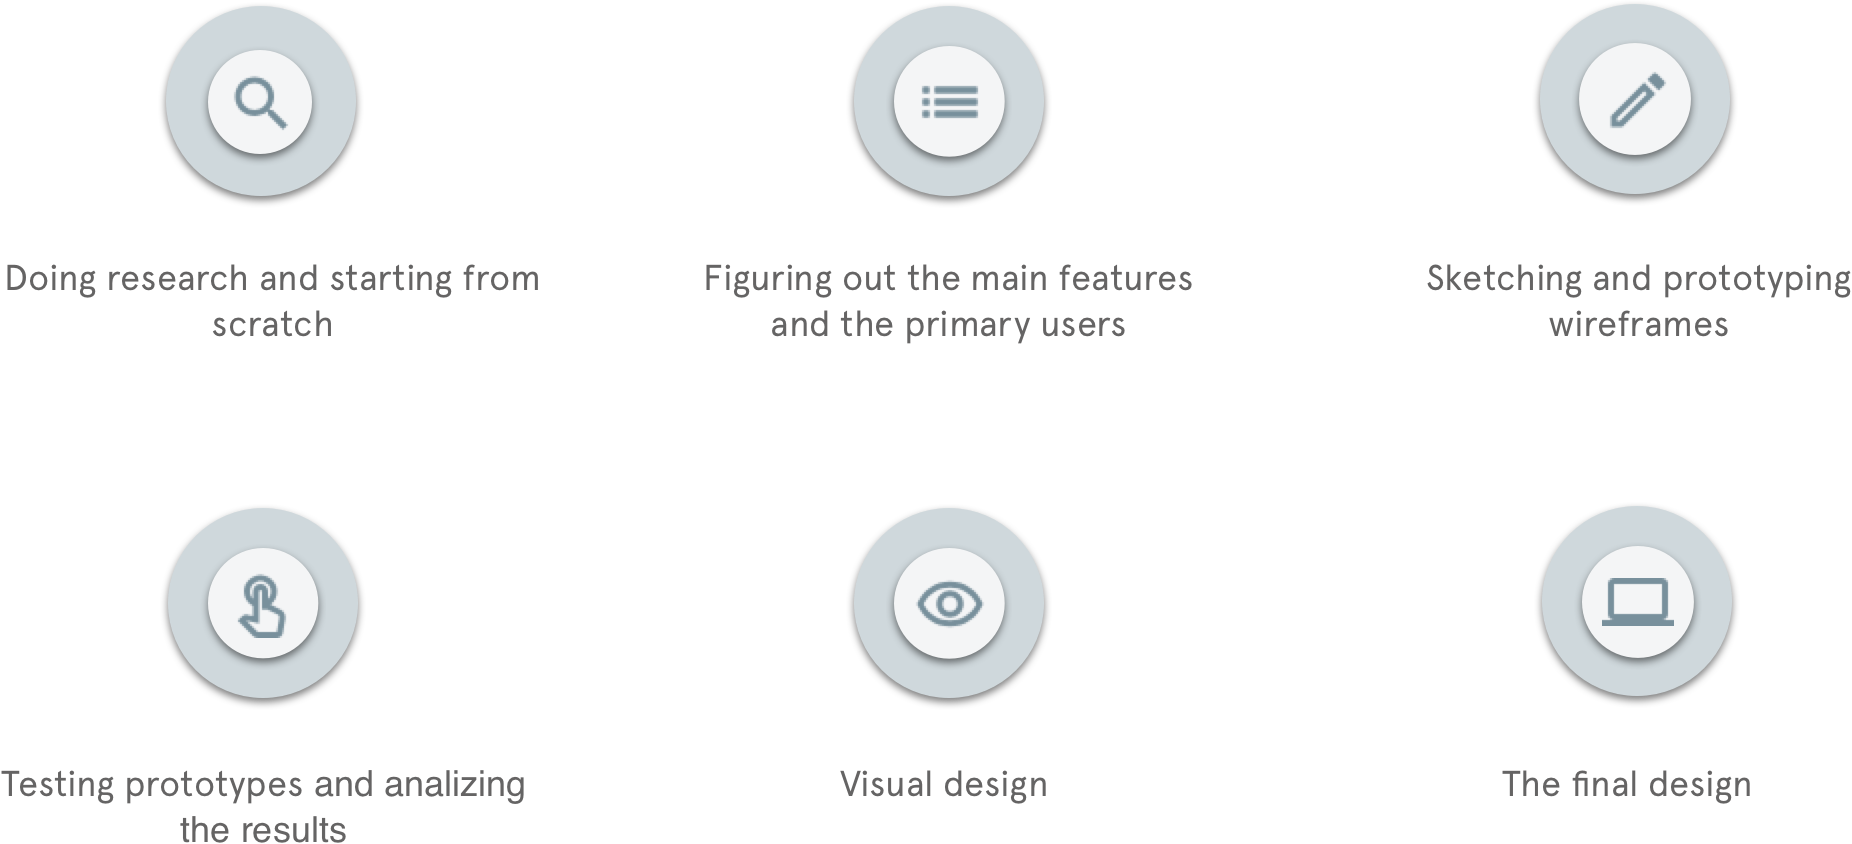 Doing research and starting from
scratch
Figuring out the main features
and the primary users
Sketching and prototyping
wireframes
Testing prototypes and analizing
the results
Visual design
The final design